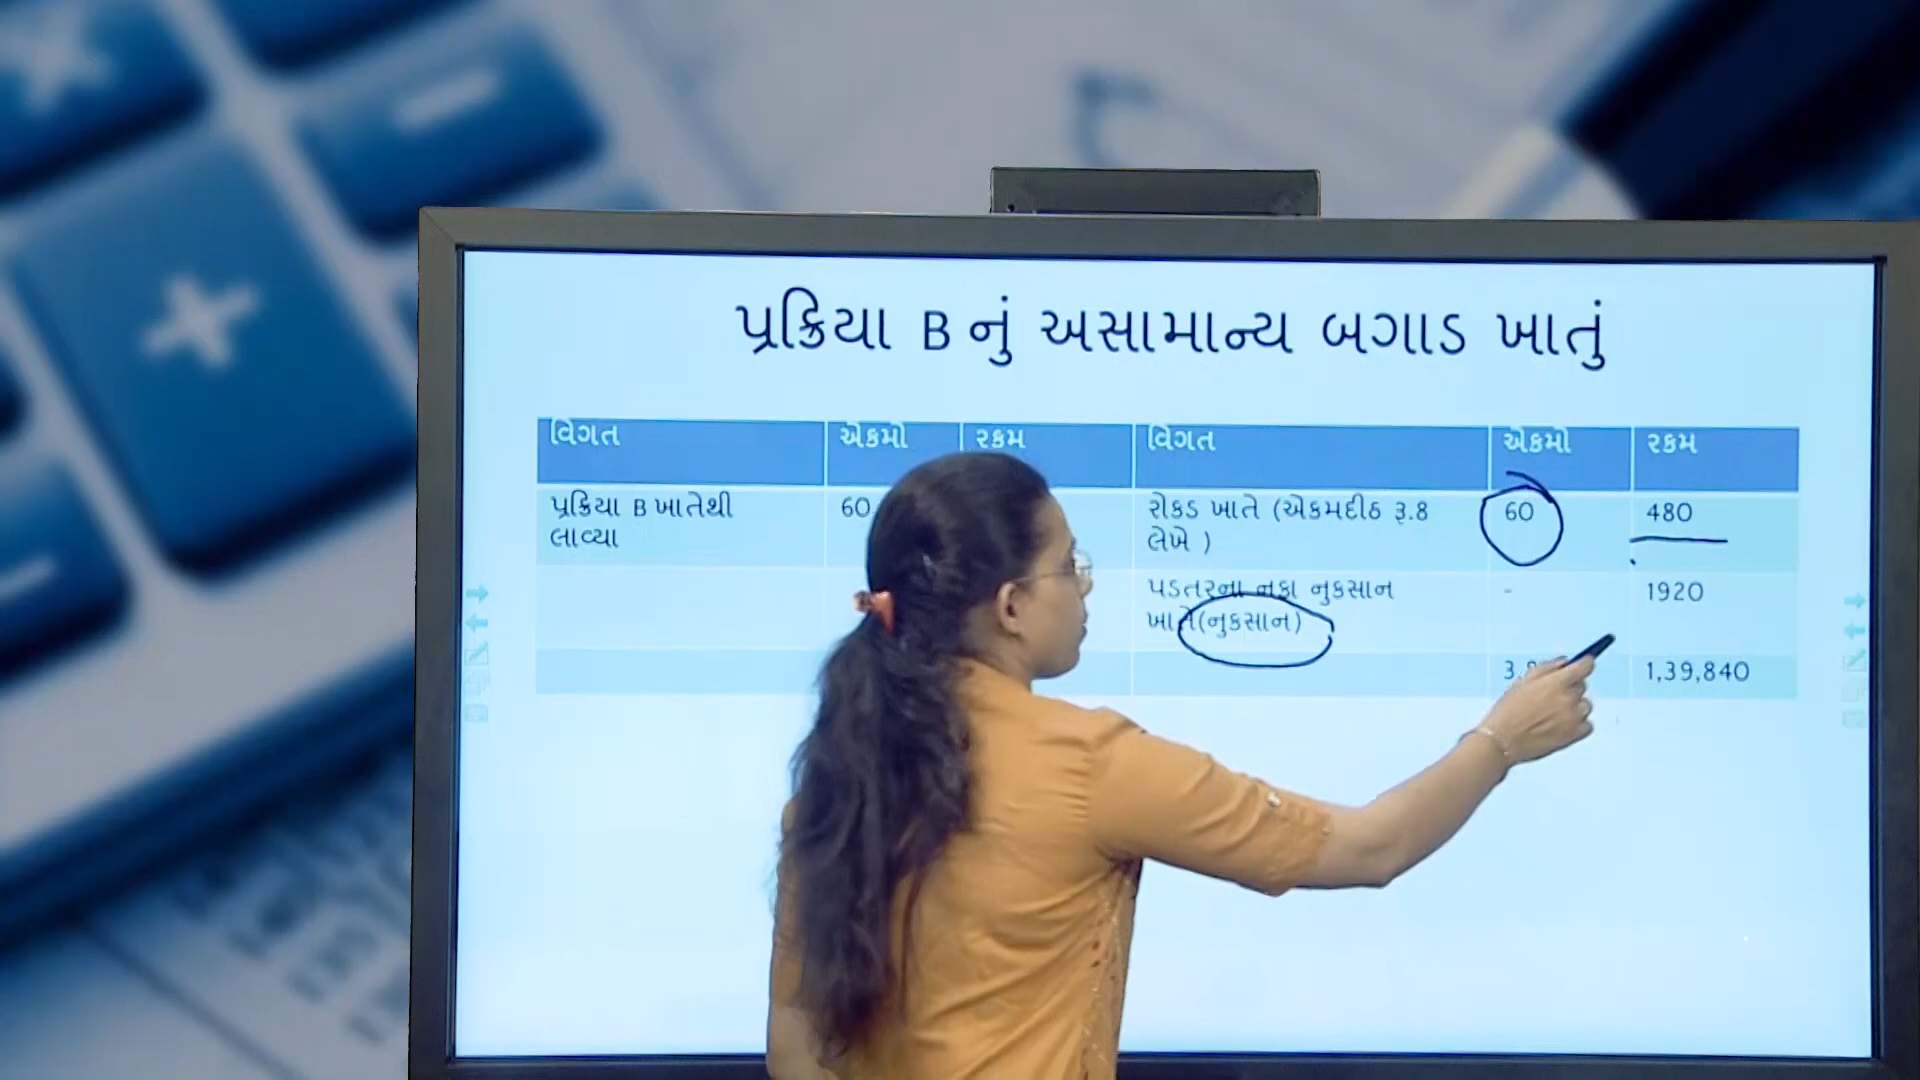 પ્રક્રિયા B નું અસામાન્ય બગાડ ખાતું
વિગત એકમો રકમ વિગત એકમો રકમ
પ્રક્રિયા B ખાતેથી
લાવ્યા
60
રોકડ ખાતે (એકમદીઠ રૂ.8
લેખે )
60 480
પડતરના નફા નુકસાન
ખાતે(નુકસાન)
- 1920
1,39,840